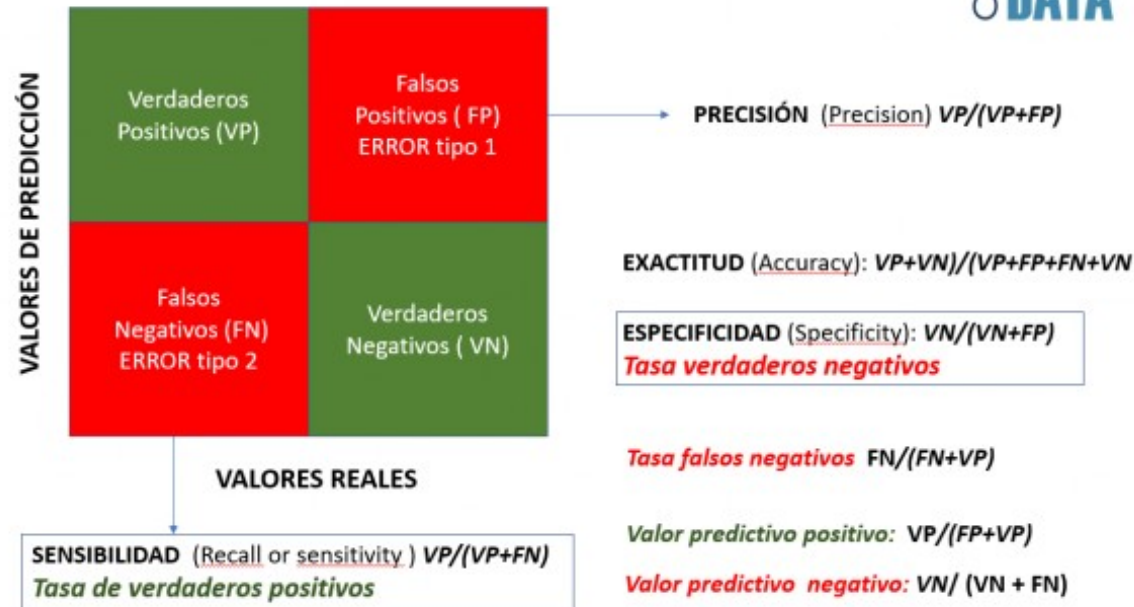 DATA
VALORES DE PREDICCIÓN
Verdaderos
Positivos (VP)
Falsos
Positivos ( FP)
ERROR tipo 1
PRECISIÓN (Precision) VP/(VP+FP)
Falsos
Negativos (FN)
ERROR tipo 2
Verdaderos
Negativos ( VN)
EXACTITUD (Accuracy): VP+VN)/(VP+FP+FN+VN
ESPECIFICIDAD (Specificity): VN/(VN+FP)
Tasa verdaderos negativos
VALORES REALES
Tasa falsos negativos FN/(FN+VP)
SENSIBILIDAD (Recall or sensitivity ) VP/(VP+FN)
Tasa de verdaderos positivos
Valor predictivo positivo: VP/(FP+VP)
Valor predictivo negativo: VN/ (VN + FN)